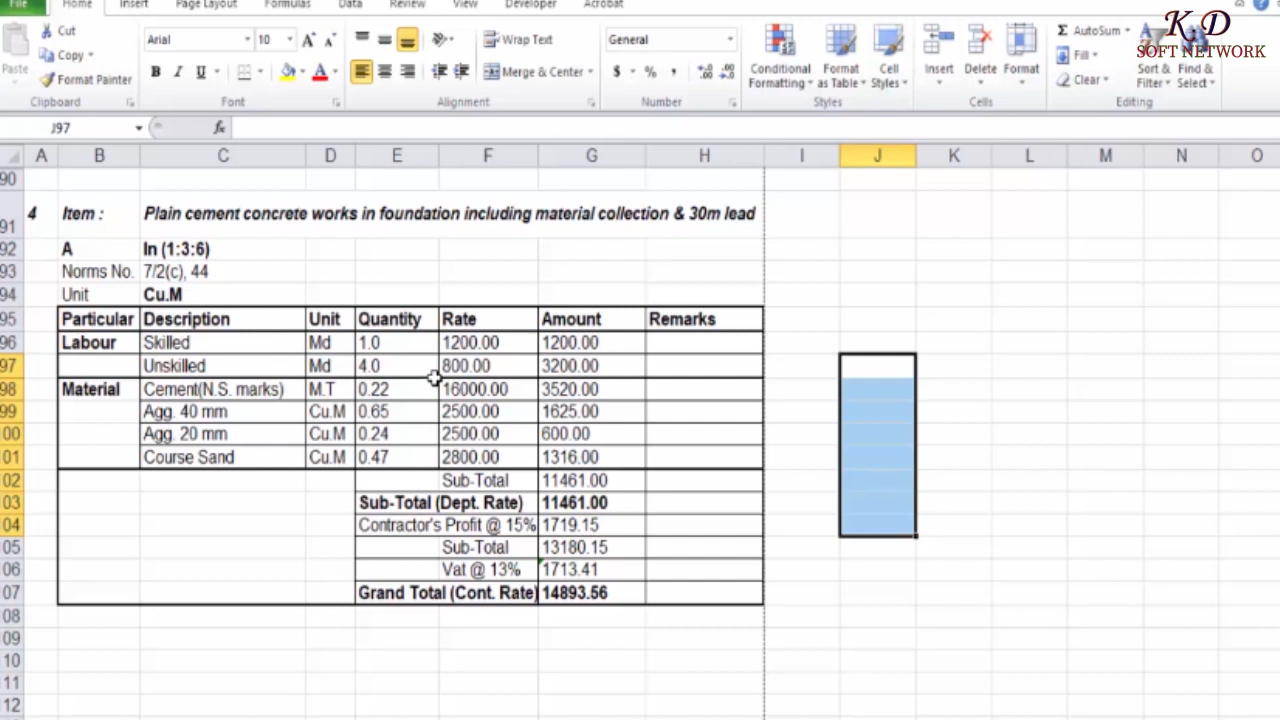 File Home Insert Page Layout Formulas Data Review View Developer Acrobat
K.D
SOFT NETWORK
Paste Cut Copy Format Painter
Arial 10 B I U
Wrap Text Merge & Center
General $ % ,
Conditional Formatting Format as Table Cell Styles
Insert Delete Format
Σ AutoSum Fill Clear Sort & Filter Find & Select
Clipboard Font Alignment Number Styles Cells Editing
J97 fx
A B C D E F G H I J K L M N O
90
91 4 Item : Plain cement concrete works in foundation including material collection & 30m lead
92 A In (1:3:6)
93 Norms No. 7/2(c), 44
94 Unit Cu.M
95 Particular Description Unit Quantity Rate Amount Remarks
96 Labour Skilled Md 1.0 1200.00 1200.00
97 Unskilled Md 4.0 800.00 3200.00
98 Material Cement(N.S. marks) M.T 0.22 16000.00 3520.00
99 Agg. 40 mm Cu.M 0.65 2500.00 1625.00
00 Agg. 20 mm Cu.M 0.24 2500.00 600.00
01 Course Sand Cu.M 0.47 2800.00 1316.00
02 Sub-Total 11461.00
03 Sub-Total (Dept. Rate) 11461.00
04 Contractor's Profit @ 15% 1719.15
05 Sub-Total 13180.15
06 Vat @ 13% 1713.41
07 Grand Total (Cont. Rate) 14893.56
08
09
10
11
12